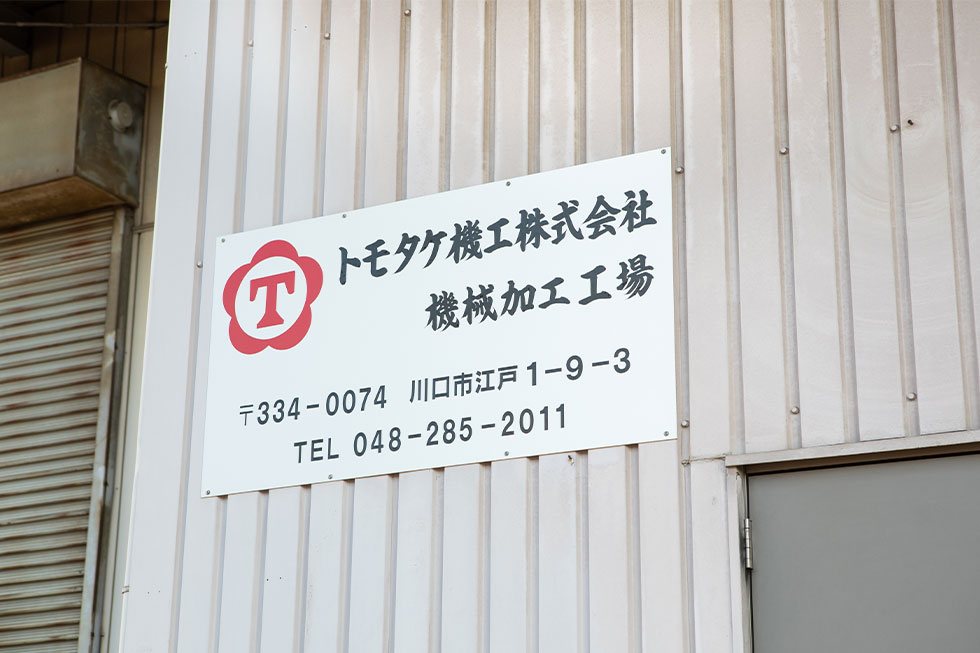 T
トモタケ機工株式会社
機械加工工場
〒334-0074 川口市江戸1-9-3
TEL 048-285-2011